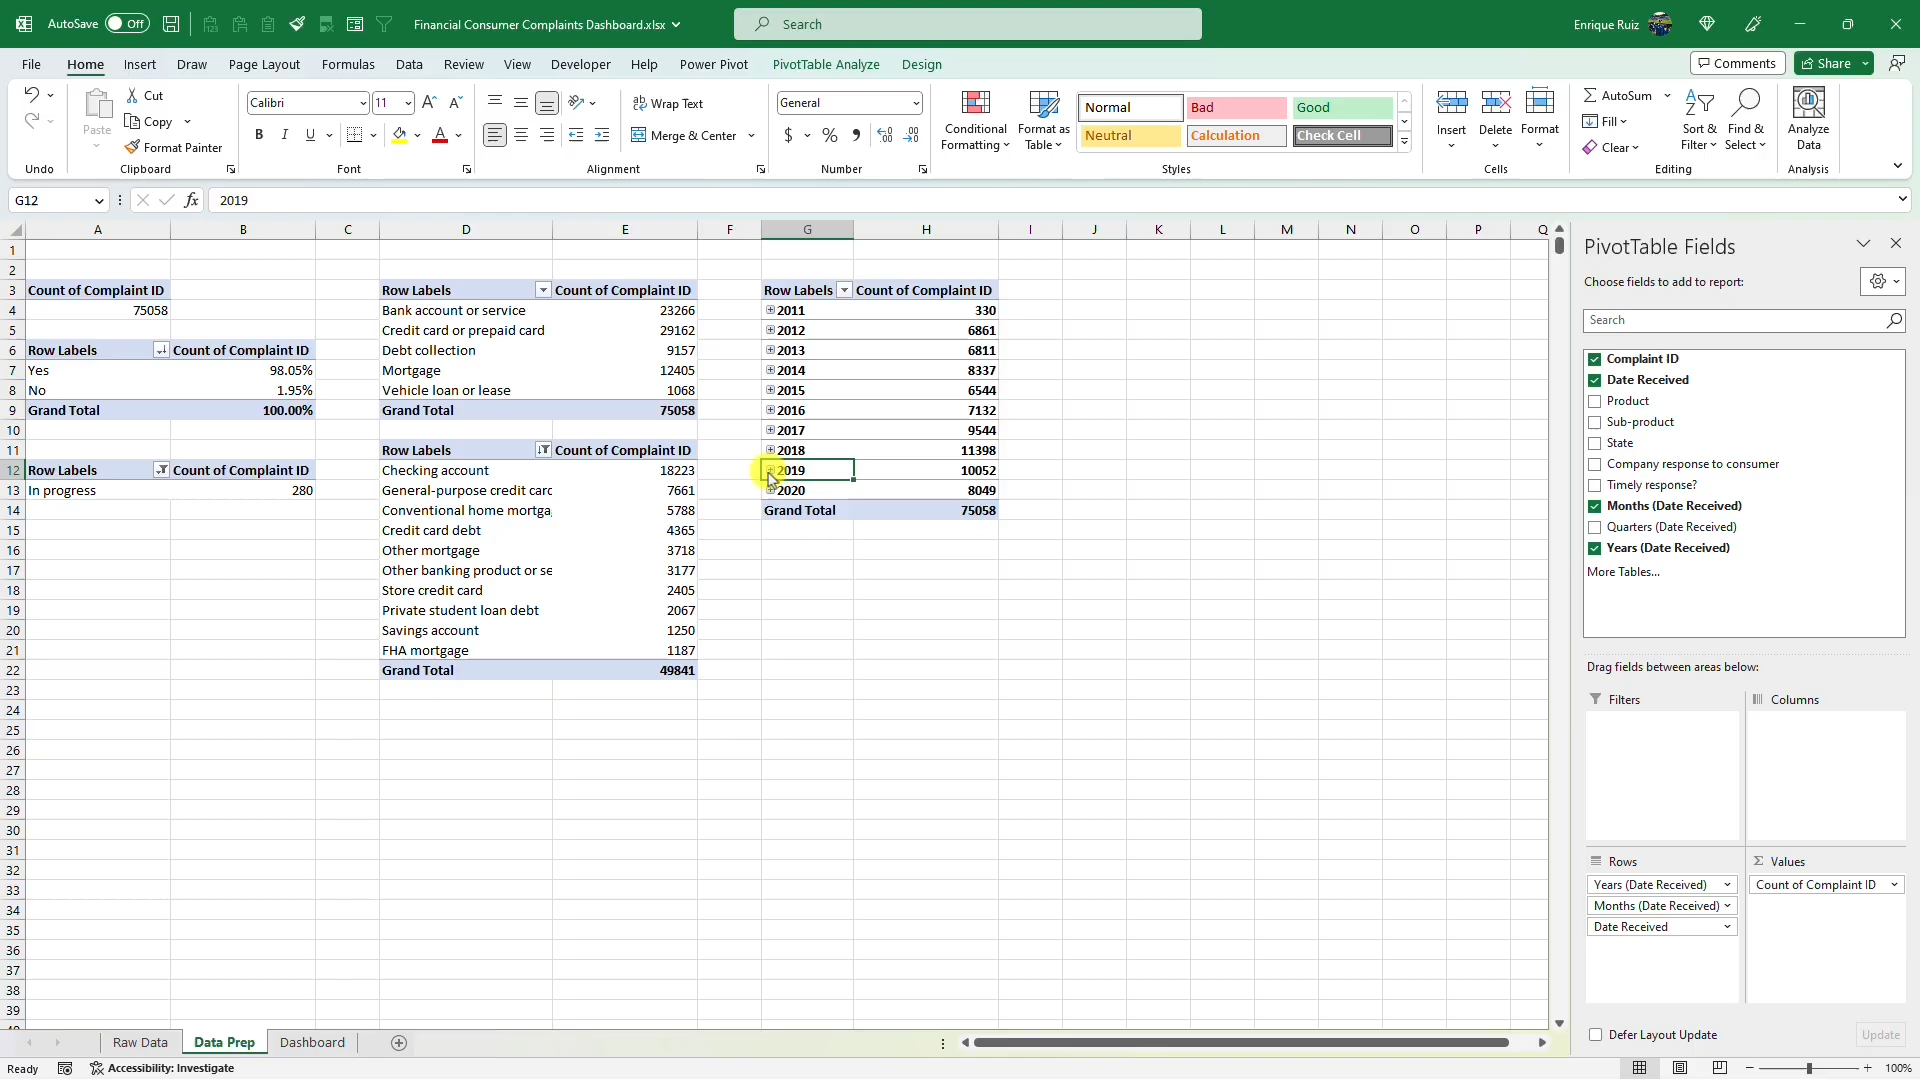 AutoSave Off Financial Consumer Complaints Dashboard.xlsx Search Enrique Ruiz
File Home Insert Draw Page Layout Formulas Data Review View Developer Help Power Pivot PivotTable Analyze Design Comments Share
Paste Cut Calibri 11 Wrap Text General Conditional Formatting Format as Table Normal Bad Good Insert Delete Format AutoSum Sort & Filter Find & Select Analyze Data
Copy B I U Merge & Center $ % Neutral Calculation Check Cell Fill
Format Painter Clear
Undo Clipboard Font Alignment Number Styles Cells Editing Analysis
G12 fx 2019
A B C D E F G H I J K L M N O P Q
1
2
3 Count of Complaint ID Row Labels Count of Complaint ID Row Labels Count of Complaint ID
4 75058 Bank account or service 23266 2011 330
5 Credit card or prepaid card 29162 2012 6861
6 Row Labels Count of Complaint ID Debt collection 9157 2013 6811
7 Yes 98.05% Mortgage 12405 2014 8337
8 No 1.95% Vehicle loan or lease 1068 2015 6544
9 Grand Total 100.00% Grand Total 75058 2016 7132
10 2017 9544
11 Row Labels Count of Complaint ID 2018 11398
12 Row Labels Count of Complaint ID Checking account 18223 2019 10052
13 In progress 280 General-purpose credit card 7661 2020 8049
14 Conventional home mortga 5788 Grand Total 75058
15 Credit card debt 4365
16 Other mortgage 3718
17 Other banking product or se 3177
18 Store credit card 2405
19 Private student loan debt 2067
20 Savings account 1250
21 FHA mortgage 1187
22 Grand Total 49841
23
24
25
26
27
28
29
30
31
32
33
34
35
36
37
38
39
PivotTable Fields
Choose fields to add to report:
Search
Complaint ID
Date Received
Product
Sub-product
State
Company response to consumer
Timely response?
Months (Date Received)
Quarters (Date Received)
Years (Date Received)
More Tables...
Drag fields between areas below:
Filters Columns
Rows Σ Values
Years (Date Received) Count of Complaint ID
Months (Date Received)
Date Received
Defer Layout Update Update
Raw Data Data Prep Dashboard
Ready Accessibility: Investigate 100%